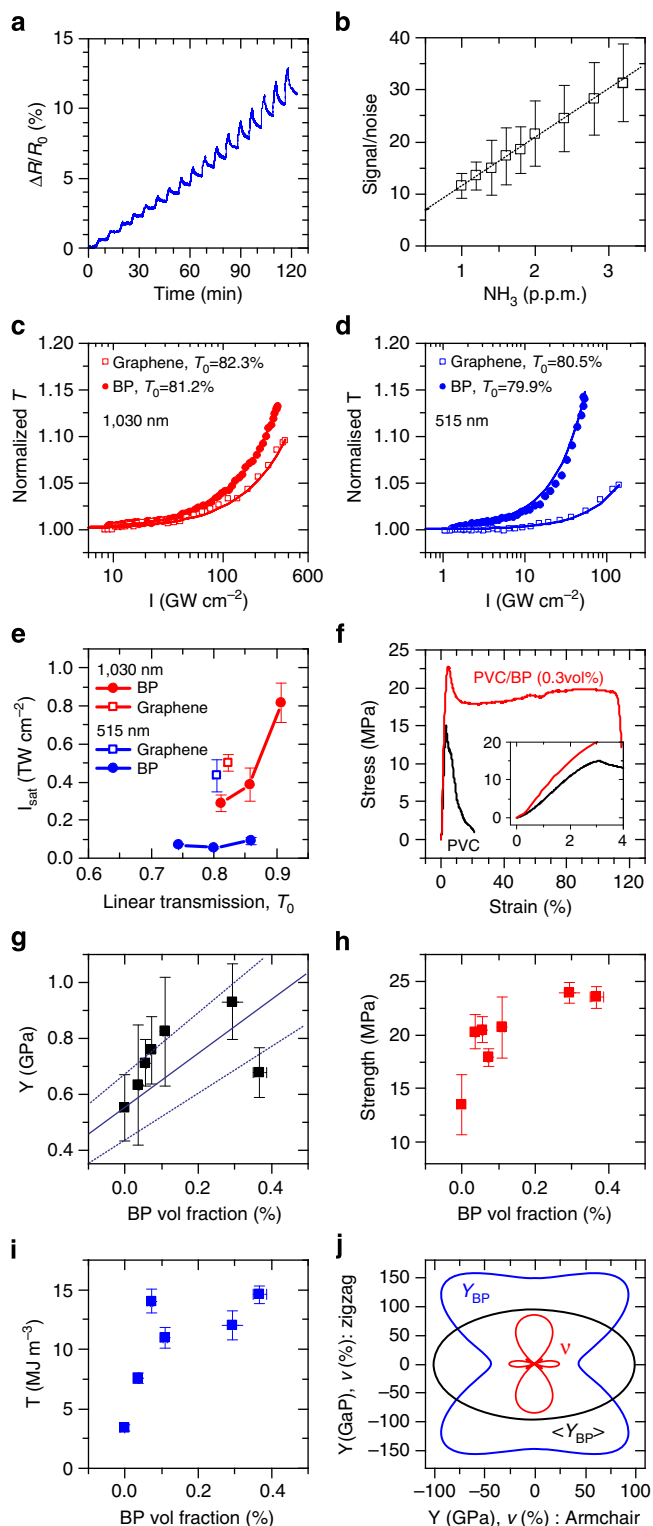 a
15
10
5
0
ΔR/R0 (%)
0 30 60 90 120
Time (min)
b
40
30
20
10
0
Signal/noise
1 2 3
NH3 (p.p.m.)
c
1.20
1.15
1.10
1.05
1.00
Normalized T
Graphene, T0=82.3%
BP, T0=81.2%
1,030 nm
10 100 600
I (GW cm−2)
d
1.20
1.15
1.10
1.05
1.00
Normalised T
Graphene, T0=80.5%
BP, T0=79.9%
515 nm
1 10 100
I (GW cm−2)
e
1.0
0.8
0.6
0.4
0.2
0.0
Isat (TW cm−2)
1,030 nm
BP
Graphene
515 nm
Graphene
BP
0.6 0.7 0.8 0.9
Linear transmission, T0
f
25
20
15
10
5
0
Stress (MPa)
PVC/BP (0.3vol%)
20
10
0
0 2 4
PVC
0 30 60 90 120
Strain (%)
g
1.0
0.8
0.6
0.4
Y (GPa)
0.0 0.2 0.4
BP vol fraction (%)
h
25
20
15
10
Strength (MPa)
0.0 0.2 0.4
BP vol fraction (%)
i
15
10
5
0
T (MJ m−3)
0.0 0.2 0.4
BP vol fraction (%)
j
150
100
50
0
−50
−100
−150
Y(GaP), ν (%): zigzag
YBP
ν
<YBP>
−100 −50 0 50 100
Y (GPa), ν (%) : Armchair